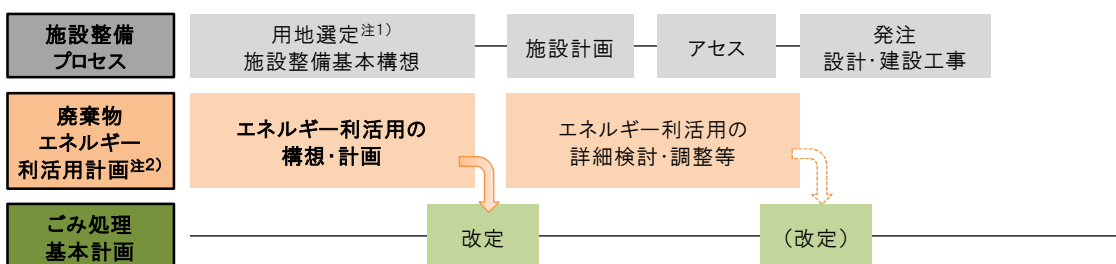 施設整備
プロセス
用地選定注1）
施設整備基本構想
施設計画
アセス
発注
設計・建設工事
廃棄物
エネルギー
利活用計画注2）
エネルギー利活用の
構想・計画
エネルギー利活用の
詳細検討・調整等
ごみ処理
基本計画
改定
（改定）